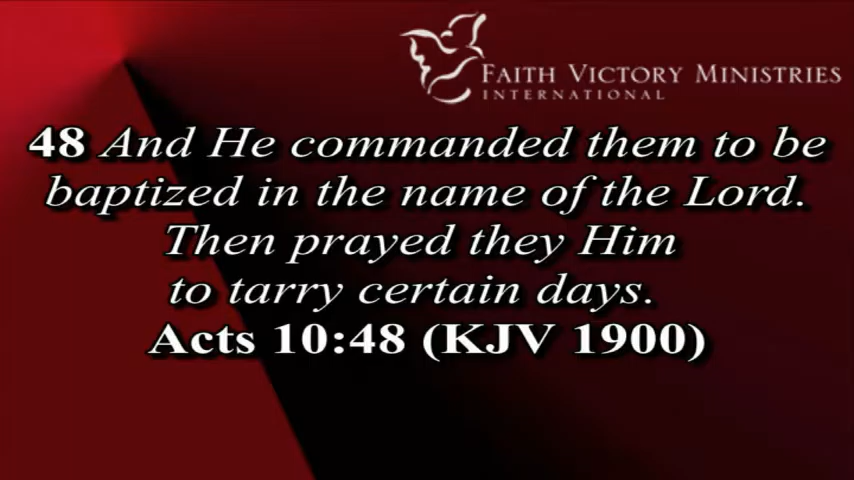 FAITH VICTORY MINISTRIES
INTERNATIONAL
48 And He commanded them to be
baptized in the name of the Lord.
Then prayed they Him
to tarry certain days.
Acts 10:48 (KJV 1900)